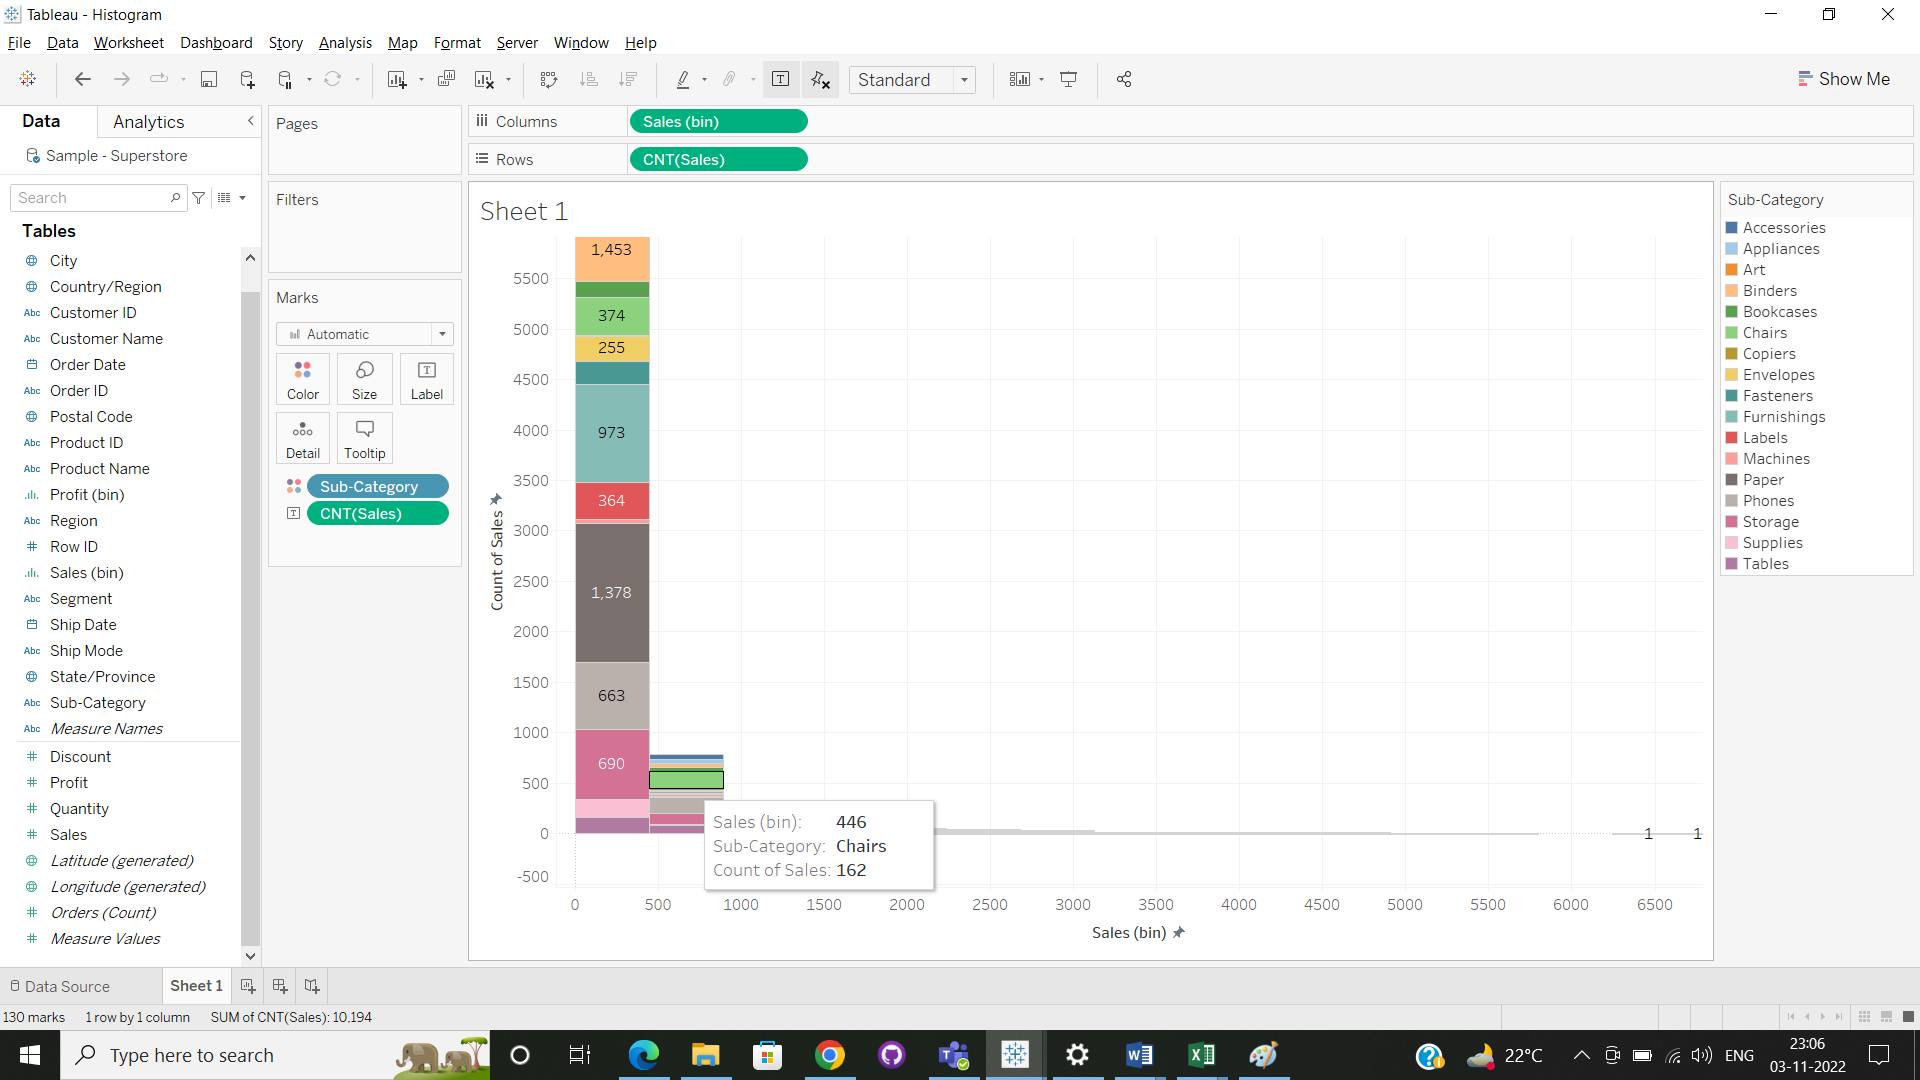 Tableau - Histogram
File Data Worksheet Dashboard Story Analysis Map Format Server Window Help
Standard
Show Me
Data
Analytics
Sample - Superstore
Search
Tables
City
Country/Region
Abc Customer ID
Abc Customer Name
Order Date
Abc Order ID
Postal Code
Abc Product ID
Abc Product Name
Profit (bin)
Abc Region
# Row ID
Sales (bin)
Abc Segment
Ship Date
Abc Ship Mode
State/Province
Abc Sub-Category
Abc Measure Names
# Discount
# Profit
# Quantity
# Sales
Latitude (generated)
Longitude (generated)
# Orders (Count)
# Measure Values
Pages
Filters
Marks
Automatic
Color Size Label
Detail Tooltip
Sub-Category
CNT(Sales)
Columns Sales (bin)
Rows CNT(Sales)
Sheet 1
Count of Sales
5500
5000
4500
4000
3500
3000
2500
2000
1500
1000
500
0
-500
1,453
374
255
973
364
1,378
663
690
1 1
Sales (bin): 446
Sub-Category: Chairs
Count of Sales: 162
0 500 1000 1500 2000 2500 3000 3500 4000 4500 5000 5500 6000 6500
Sales (bin)
Sub-Category
Accessories
Appliances
Art
Binders
Bookcases
Chairs
Copiers
Envelopes
Fasteners
Furnishings
Labels
Machines
Paper
Phones
Storage
Supplies
Tables
Data Source Sheet 1
130 marks 1 row by 1 column SUM of CNT(Sales): 10,194
Type here to search
22°C
ENG
23:06
03-11-2022